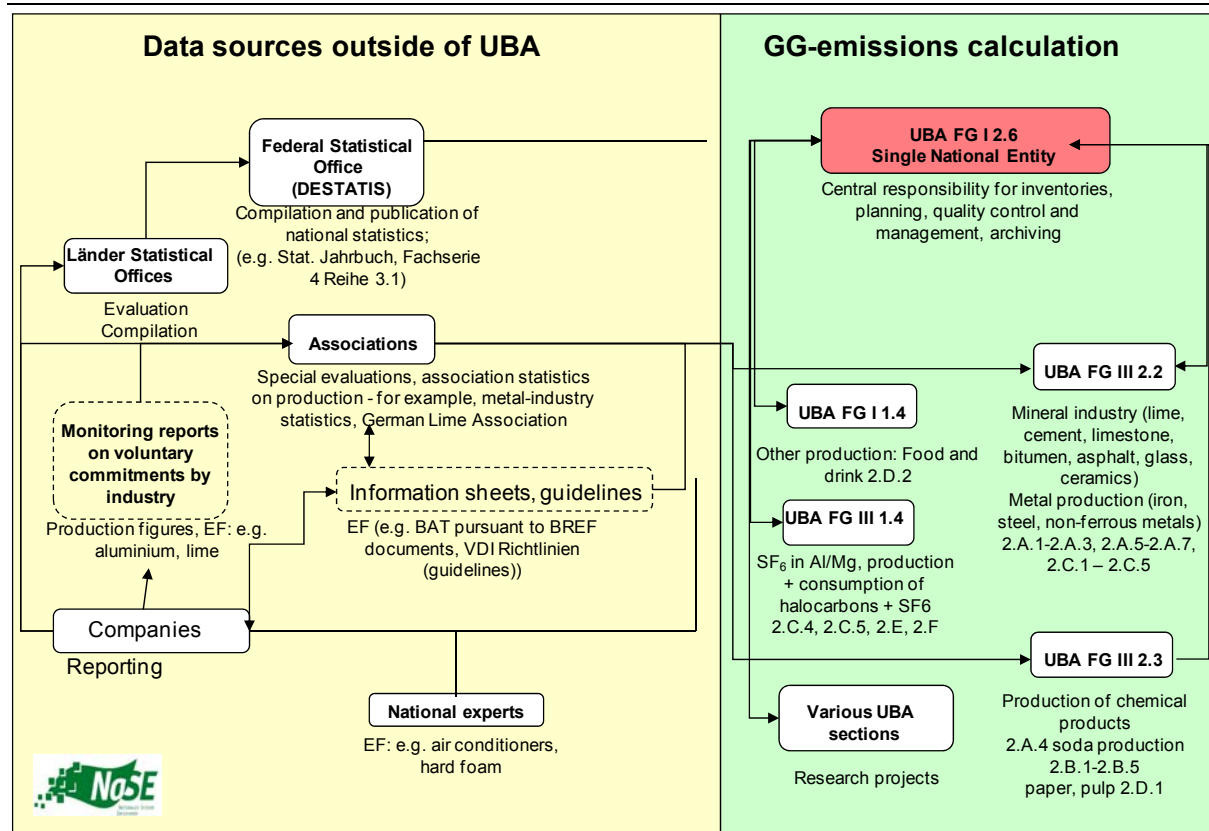 Data sources outside of UBA
Federal Statistical
Office
(DESTATIS)
Compilation and publication of
national statistics;
(e.g. Stat. Jahrbuch, Fachserie
4 Reihe 3.1)
Länder Statistical
Offices
Evaluation
Compilation
Associations
Special evaluations, association statistics
on production - for example, metal-industry
statistics, German Lime Association
Monitoring reports
on voluntary
commitments by
industry
Production figures, EF: e.g.
aluminium, lime
Information sheets, guidelines
EF (e.g. BAT pursuant to BREF
documents, VDI Richtlinien
(guidelines))
Companies
Reporting
National experts
EF: e.g. air conditioners,
hard foam
NaSE
GG-emissions calculation
UBA FG I 2.6
Single National Entity
Central responsibility for inventories,
planning, quality control and
management, archiving
UBA FG I 1.4
Other production: Food and
drink 2.D.2
UBA FG III 1.4
SF6 in Al/Mg, production
+ consumption of
halocarbons + SF6
2.C.4, 2.C.5, 2.E, 2.F
Various UBA
sections
Research projects
UBA FG III 2.2
Mineral industry (lime,
cement, limestone,
bitumen, asphalt, glass,
ceramics)
Metal production (iron,
steel, non-ferrous metals)
2.A.1-2.A.3, 2.A.5-2.A.7,
2.C.1 – 2.C.5
UBA FG III 2.3
Production of chemical
products
2.A.4 soda production
2.B.1-2.B.5
paper, pulp 2.D.1